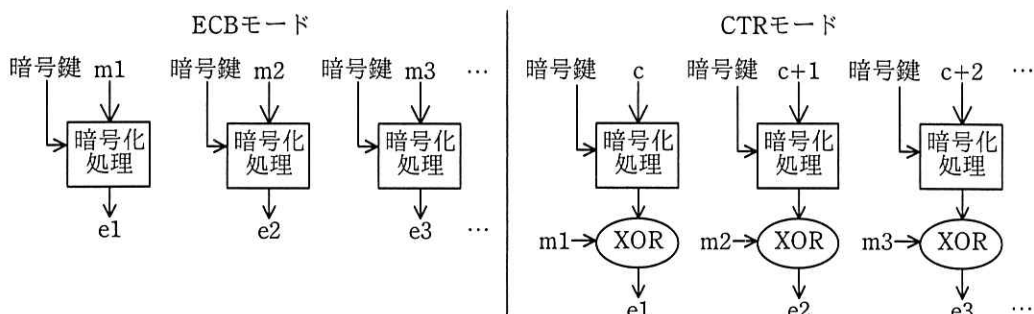 ECBモード
暗号鍵 m1 暗号鍵 m2 暗号鍵 m3 …
暗号化
処理
暗号化
処理
暗号化
処理
e1 e2 e3 …
CTRモード
暗号鍵 c 暗号鍵 c+1 暗号鍵 c+2 …
暗号化
処理
暗号化
処理
暗号化
処理
m1 XOR m2 XOR m3 XOR
e1 e2 e3 …